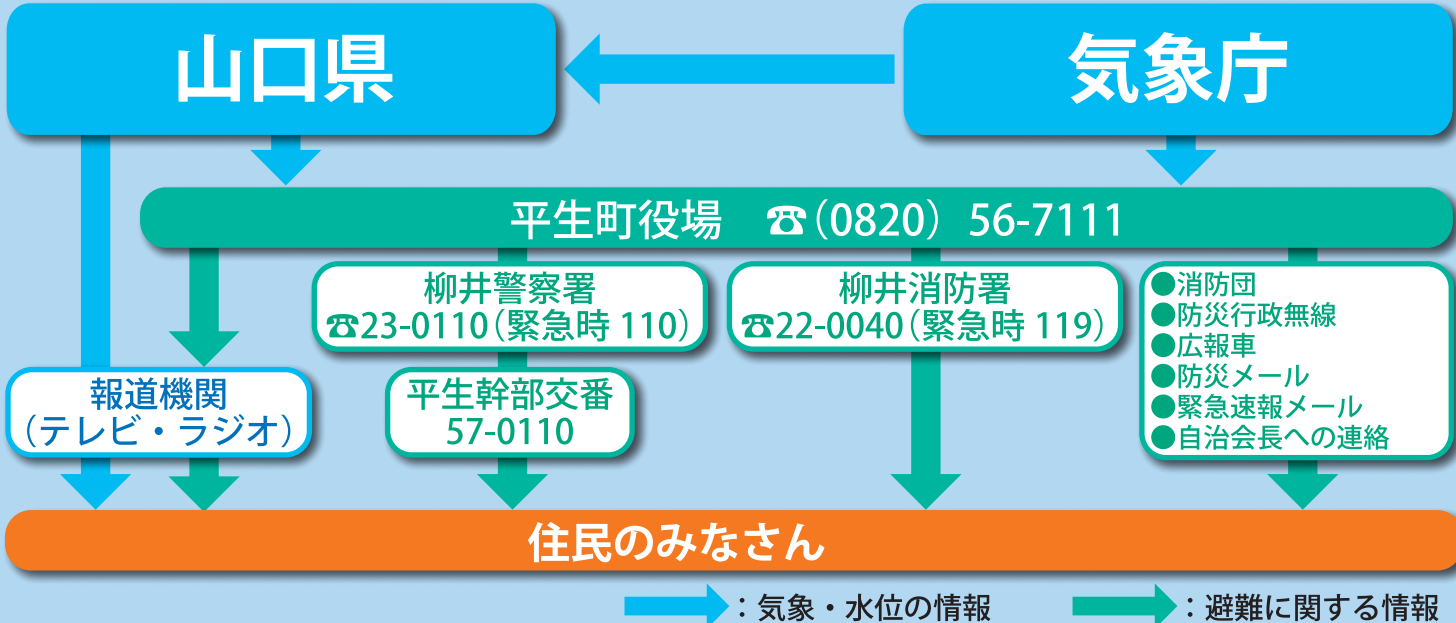 山口県
気象庁
平生町役場 ☎(0820) 56-7111
柳井警察署
☎23-0110(緊急時 110)
柳井消防署
☎22-0040(緊急時 119)
●消防団
●防災行政無線
●広報車
●防災メール
●緊急速報メール
●自治会長への連絡
報道機関
(テレビ・ラジオ)
平生幹部交番
57-0110
住民のみなさん
:気象・水位の情報
:避難に関する情報